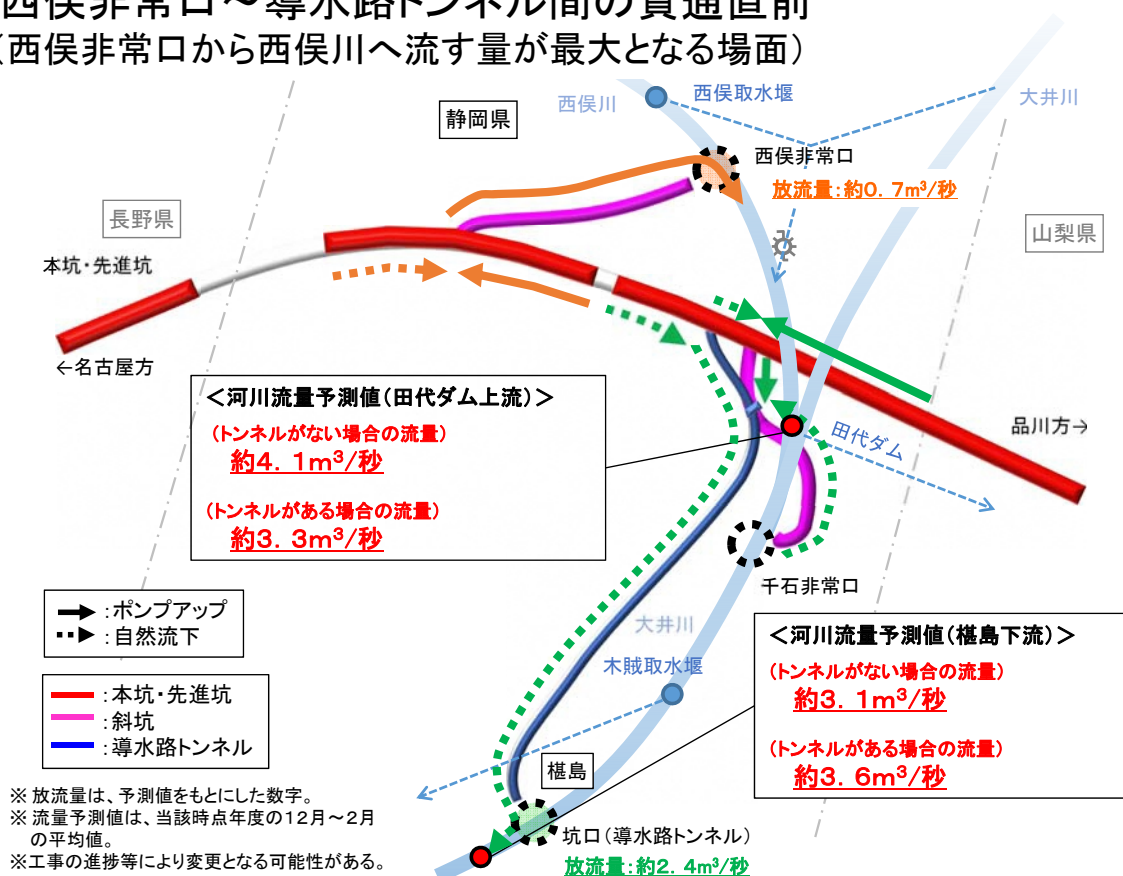 西俣非常口～導水路トンネル間の貫通直前
(西俣非常口から西俣川へ流す量が最大となる場面)
西俣川
西俣取水堰
大井川
静岡県
西俣非常口
放流量:約0.7m³/秒
長野県
山梨県
本坑・先進坑
←名古屋方
<河川流量予測値(田代ダム上流)>
(トンネルがない場合の流量)
約4.1m³/秒
(トンネルがある場合の流量)
約3.3m³/秒
品川方→
田代ダム
千石非常口
:ポンプアップ
:自然流下
大井川
木賊取水堰
<河川流量予測値(椹島下流)>
(トンネルがない場合の流量)
約3.1m³/秒
(トンネルがある場合の流量)
約3.6m³/秒
:本坑・先進坑
:斜坑
:導水路トンネル
椹島
※ 放流量は、予測値をもとにした数字。
※ 流量予測値は、当該時点年度の12月～2月
の平均値。
※工事の進捗等により変更となる可能性がある。
坑口(導水路トンネル)
放流量:約2.4m³/秒